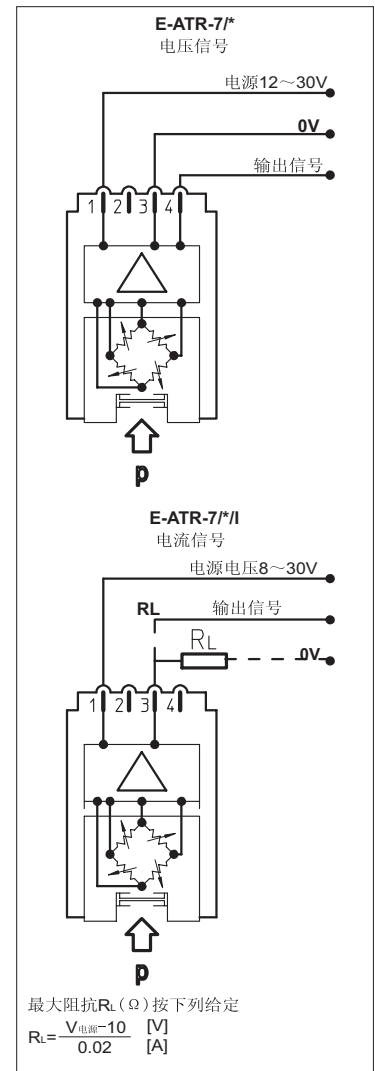 E-ATR-7/*
电压信号
电源12～30V
0V
输出信号
1 2 3 4
p
E-ATR-7/*/I
电流信号
电源电压8～30V
RL 输出信号
RL
0V
1 2 3 4
p
最大阻抗RL(Ω)按下列给定
RL= V电源-10 [V]
0.02 [A]